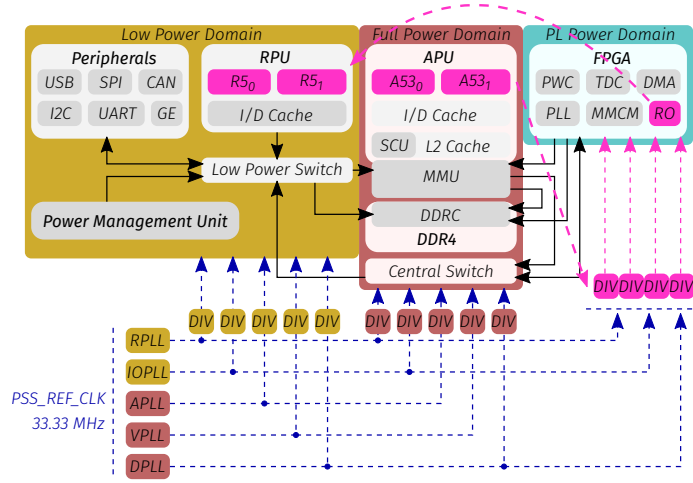 Low Power Domain
Full Power Domain
PL Power Domain
Peripherals
RPU
APU
FPGA
USB
SPI
CAN
R5₀
R5₁
A53₀
A53₁
PWC
TDC
DMA
I2C
UART
GE
I/D Cache
I/D Cache
PLL
MMCM
RO
SCU
L2 Cache
Low Power Switch
MMU
Power Management Unit
DDRC
DDR4
Central Switch
DIV
DIV
DIV
DIV
DIV
DIV
DIV
DIV
DIV
DIV
DIV
DIV
DIV
DIV
RPLL
IOPLL
PSS_REF_CLK
33.33 MHz
APLL
VPLL
DPLL